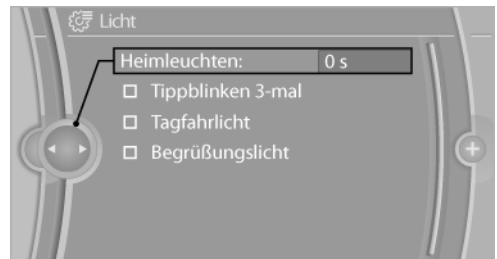 Licht
Heimleuchten: 0 s
Tippblinken 3-mal
Tagfahrlicht
Begrüßungslicht